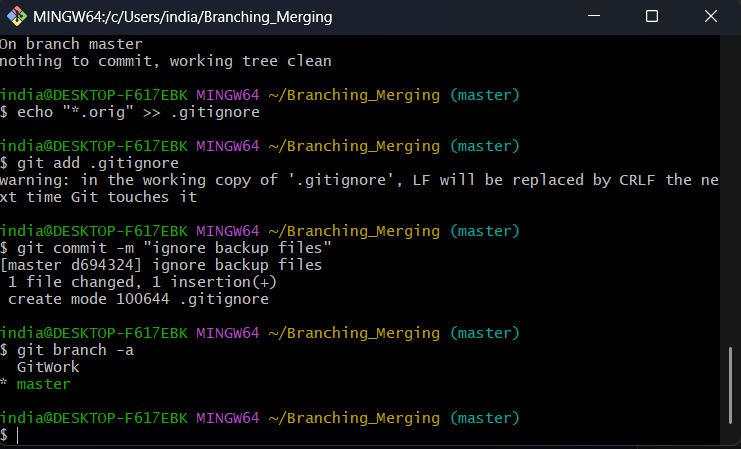 MINGW64:/c/Users/india/Branching_Merging
On branch master
nothing to commit, working tree clean
india@DESKTOP-F617EBK MINGW64 ~/Branching_Merging (master)
$ echo "*.orig" >> .gitignore
india@DESKTOP-F617EBK MINGW64 ~/Branching_Merging (master)
$ git add .gitignore
warning: in the working copy of '.gitignore', LF will be replaced by CRLF the ne
xt time Git touches it
india@DESKTOP-F617EBK MINGW64 ~/Branching_Merging (master)
$ git commit -m "ignore backup files"
[master d694324] ignore backup files
 1 file changed, 1 insertion(+)
 create mode 100644 .gitignore
india@DESKTOP-F617EBK MINGW64 ~/Branching_Merging (master)
$ git branch -a
  GitWork
* master
india@DESKTOP-F617EBK MINGW64 ~/Branching_Merging (master)
$